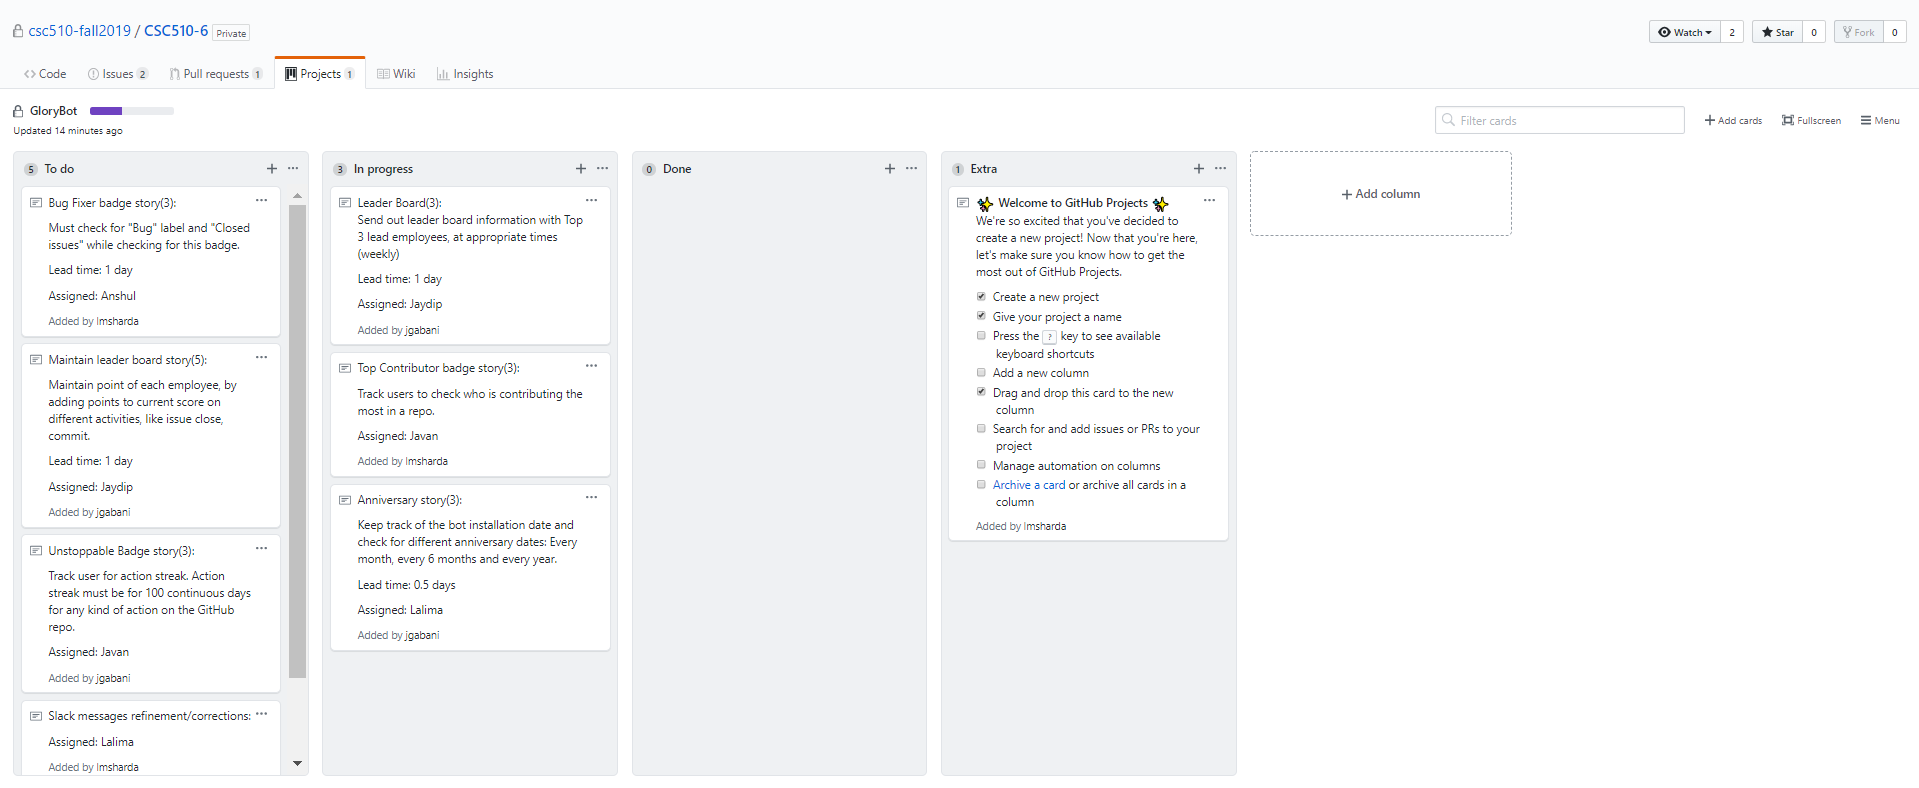 csc510-fall2019 / CSC510-6 Private
Watch 2 Star 0 Fork 0
Code Issues 2 Pull requests 1 Projects 1 Wiki Insights
GloryBot
Updated 14 minutes ago
Filter cards
Add cards Fullscreen Menu
5 To do
Bug Fixer badge story(3):
Must check for "Bug" label and "Closed
issues" while checking for this badge.
Lead time: 1 day
Assigned: Anshul
Added by lmsharda
Maintain leader board story(5):
Maintain point of each employee, by
adding points to current score on
different activities, like issue close,
commit.
Lead time: 1 day
Assigned: Jaydip
Added by jgabani
Unstoppable Badge story(3):
Track user for action streak. Action
streak must be for 100 continuous days
for any kind of action on the GitHub
repo.
Assigned: Javan
Added by jgabani
Slack messages refinement/corrections:
Assigned: Lalima
Added by lmsharda
3 In progress
Leader Board(3):
Send out leader board information with Top
3 lead employees, at appropriate times
(weekly)
Lead time: 1 day
Assigned: Jaydip
Added by jgabani
Top Contributor badge story(3):
Track users to check who is contributing the
most in a repo.
Assigned: Javan
Added by lmsharda
Anniversary story(3):
Keep track of the bot installation date and
check for different anniversary dates: Every
month, every 6 months and every year.
Lead time: 0.5 days
Assigned: Lalima
Added by jgabani
0 Done
1 Extra
✨ Welcome to GitHub Projects ✨
We're so excited that you've decided to
create a new project! Now that you're here,
let's make sure you know how to get the
most out of GitHub Projects.
Create a new project
Give your project a name
Press the ? key to see available
keyboard shortcuts
Add a new column
Drag and drop this card to the new
column
Search for and add issues or PRs to your
project
Manage automation on columns
Archive a card or archive all cards in a
column
Added by lmsharda
+ Add column